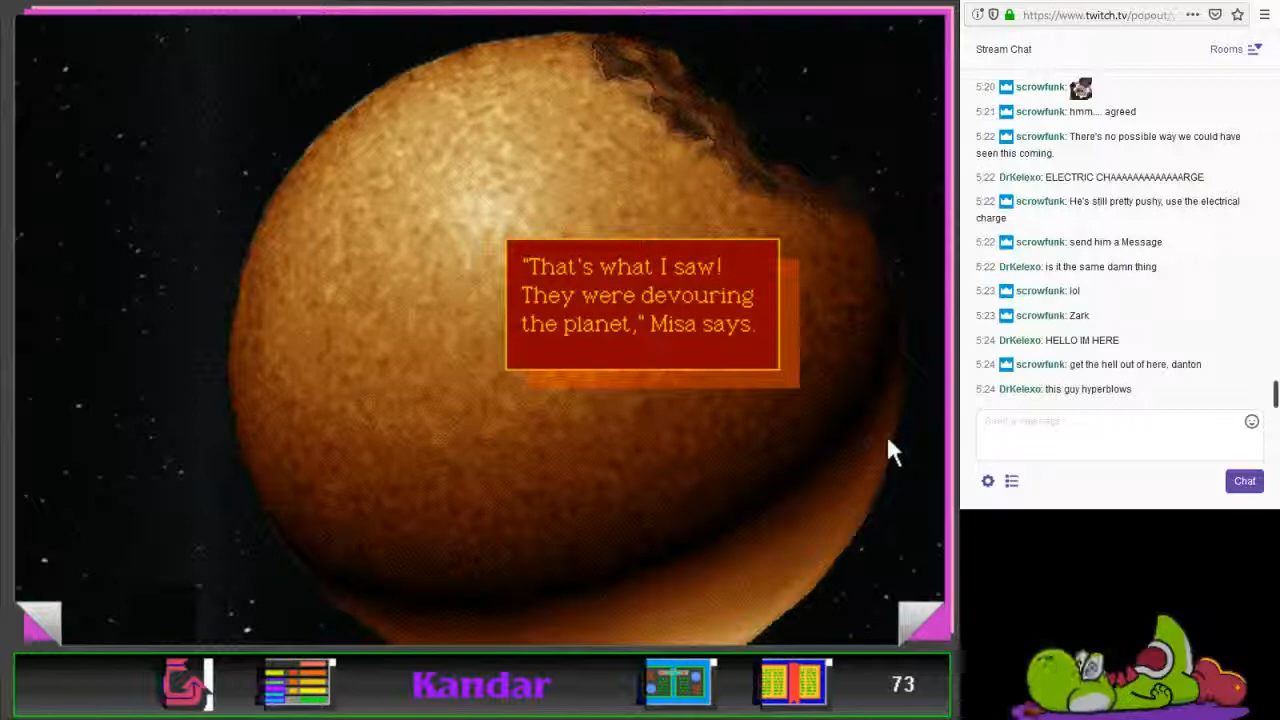 "That's what I saw!
They were devouring
the planet," Misa says.
Kandar
73
https://www.twitch.tv/popout/
Stream Chat
Rooms
5:20 scrowfunk:
5:21 scrowfunk: hmm.... agreed
5:22 scrowfunk: There's no possible way we could have
seen this coming.
5:22 DrKelexo: ELECTRIC CHAAAAAAAAAAAAARGE
5:22 scrowfunk: He's still pretty pushy, use the electrical
charge
5:22 scrowfunk: send him a Message
5:22 DrKelexo: is it the same damn thing
5:23 scrowfunk: lol
5:23 scrowfunk: Zark
5:24 DrKelexo: HELLO IM HERE
5:24 scrowfunk: get the hell out of here, danton
5:24 DrKelexo: this guy hyperblows
Send a message
Chat